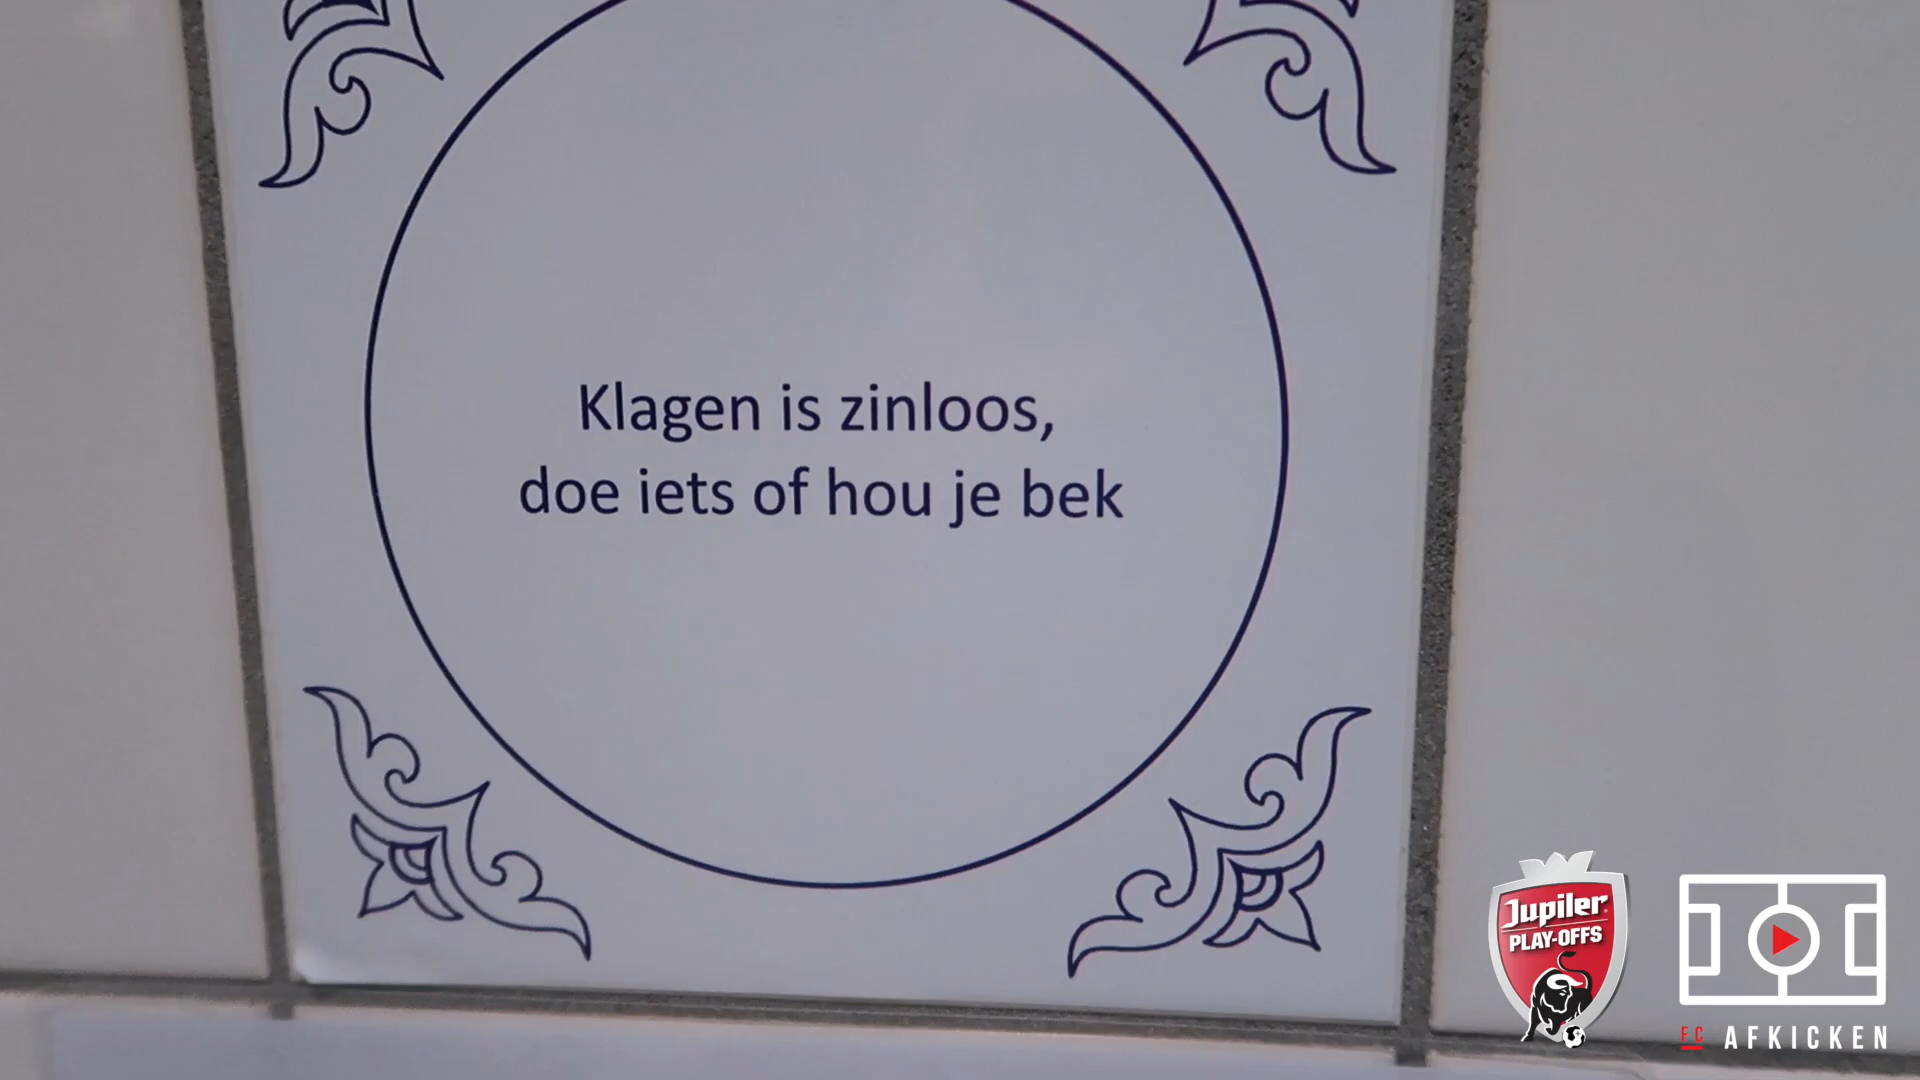 Klagen is zinloos,
doe iets of hou je bek
Jupiler
PLAY-OFFS
FC AFKICKEN